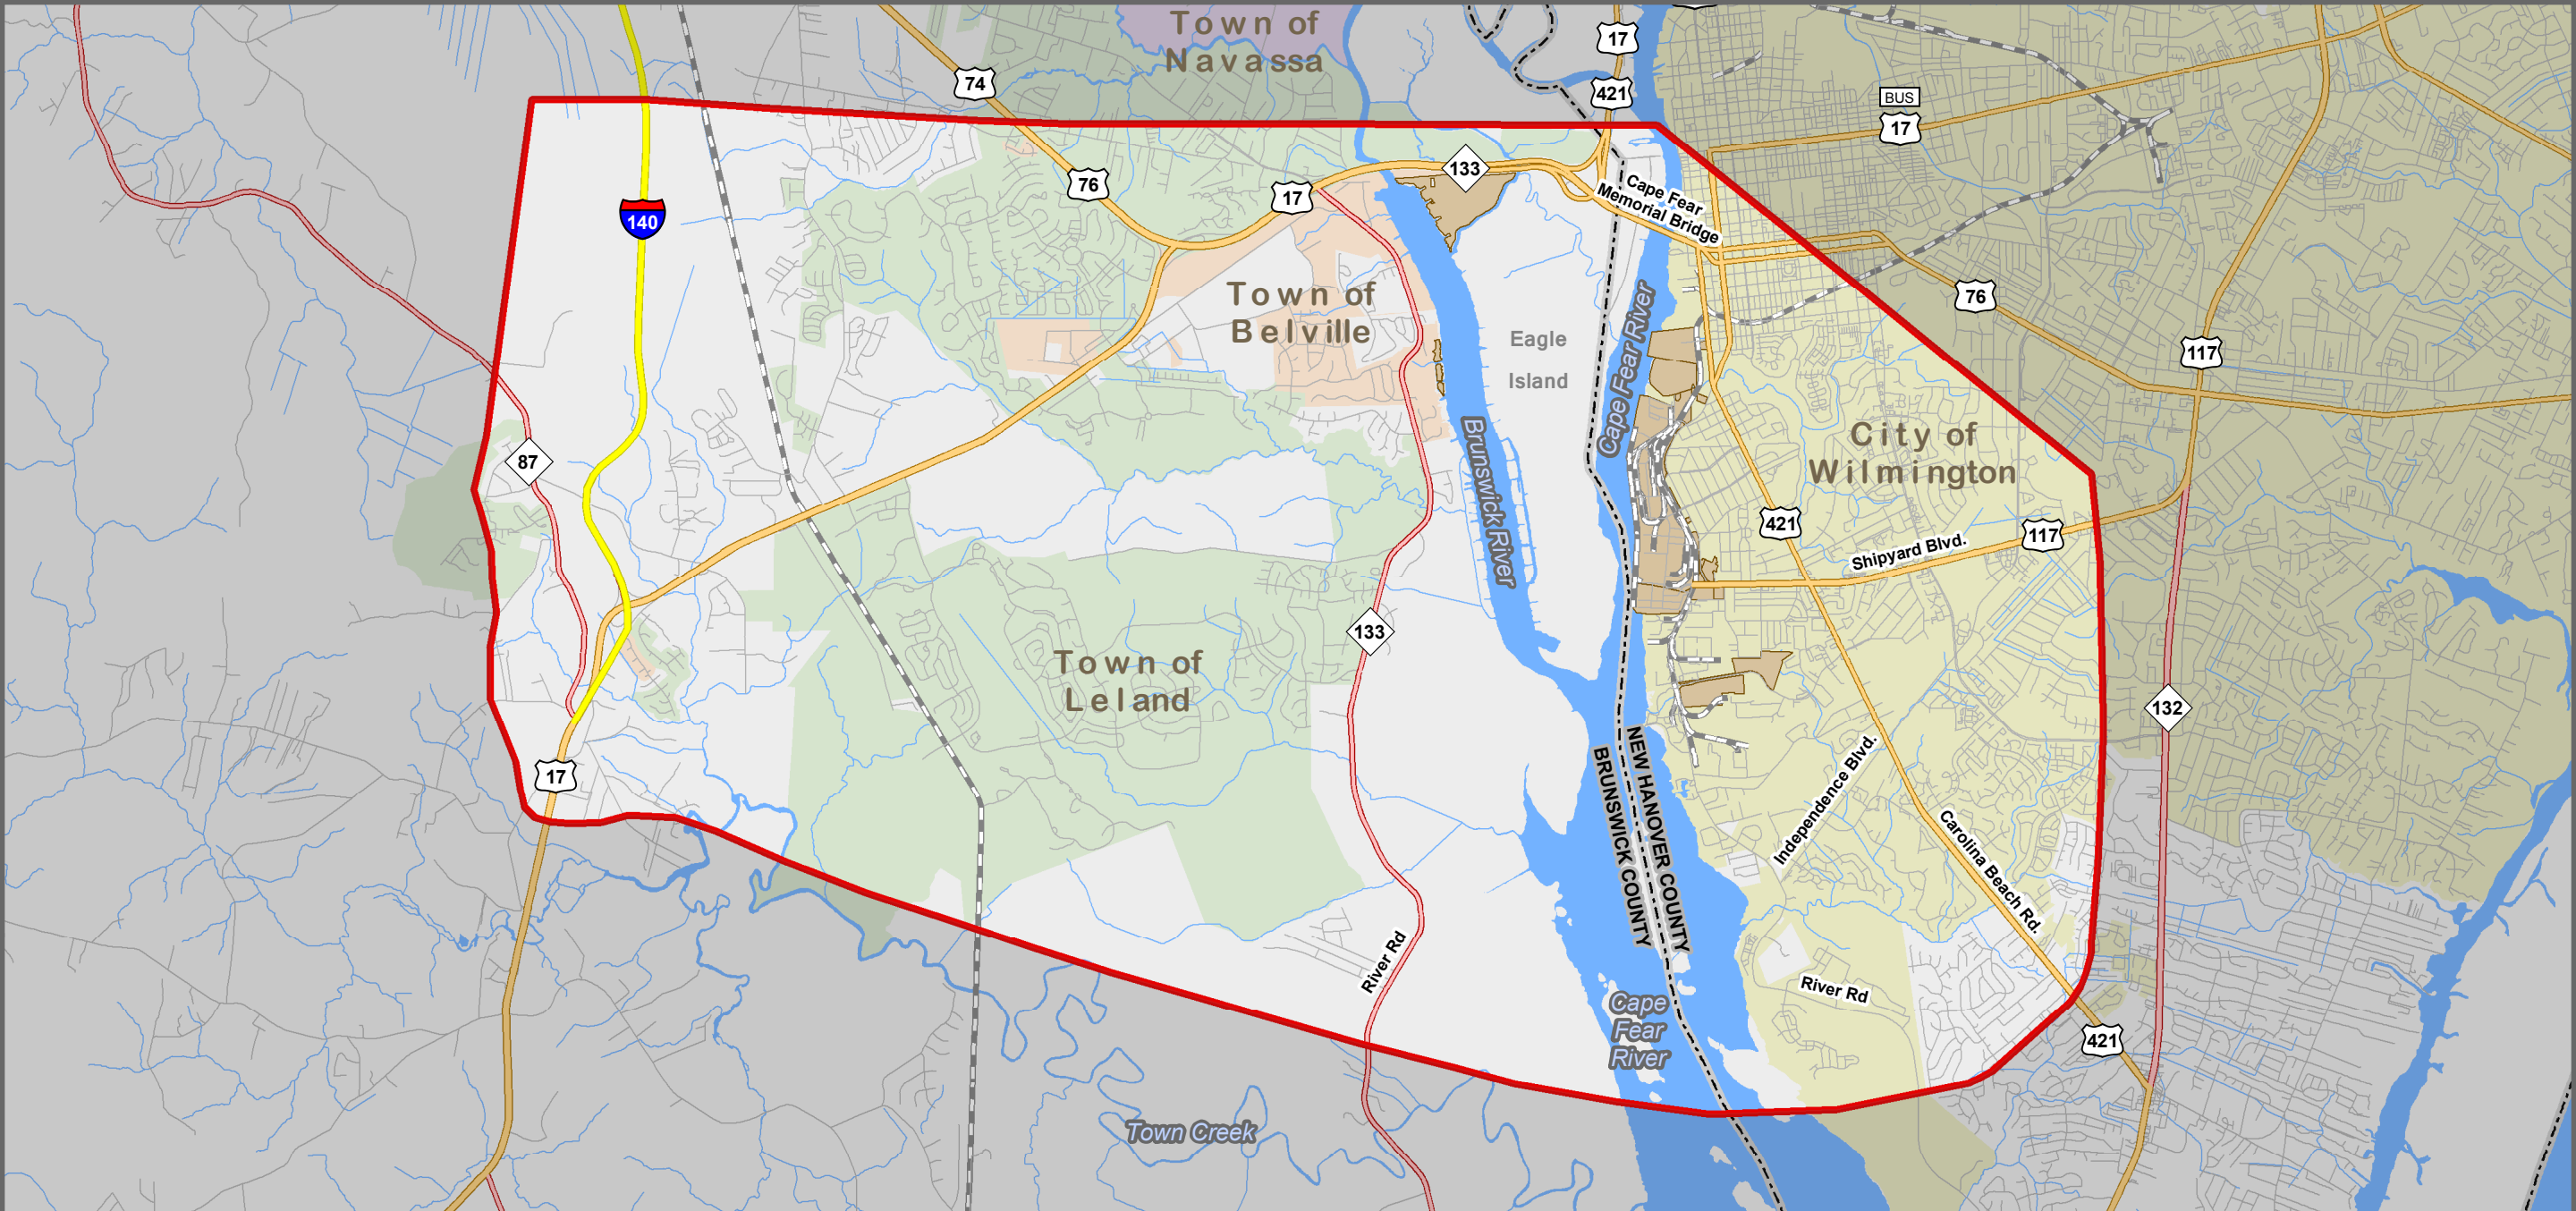 Town of
Navassa
17
74
421
BUS
17
133
76
17
Cape Fear
Memorial Bridge
140
Town of
Belville
76
Eagle
Island
Cape Fear River
117
City of
Wilmington
87
Brunswick River
421
117
Shipyard Blvd.
133
Town of
Leland
132
17
NEW HANOVER COUNTY
BRUNSWICK COUNTY
Independence Blvd.
Carolina Beach Rd.
River Rd
River Rd
Cape
Fear
River
421
Town Creek